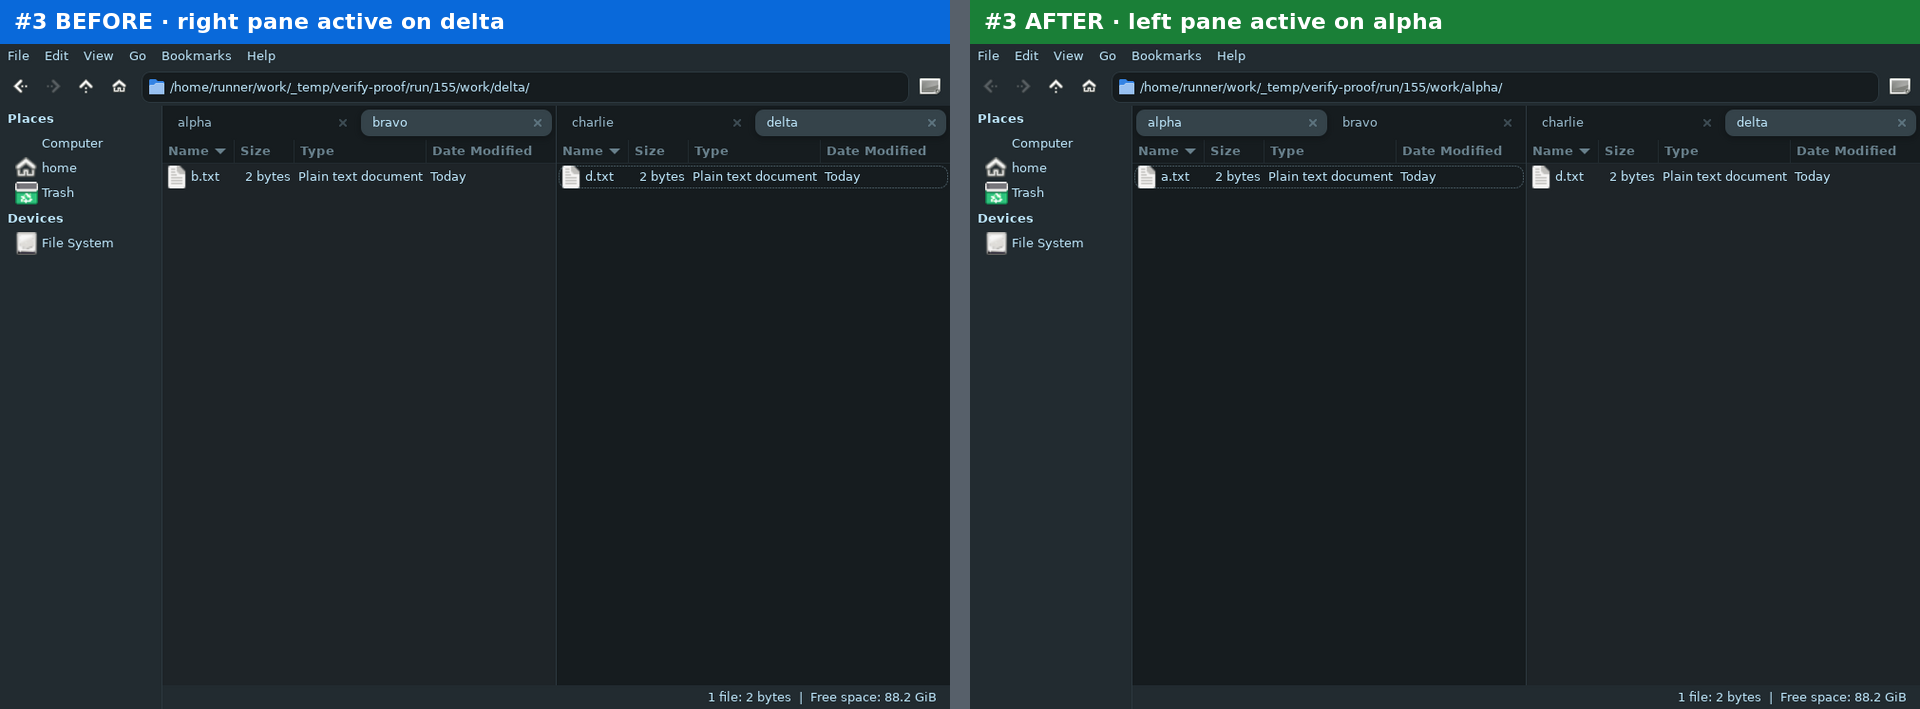 #3 BEFORE · right pane active on delta
File Edit View Go Bookmarks Help
/home/runner/work/_temp/verify-proof/run/155/work/delta/
Places
Computer
home
Trash
Devices
File System
alpha bravo charlie delta
Name Size Type Date Modified Name Size Type Date Modified
b.txt 2 bytes Plain text document Today d.txt 2 bytes Plain text document Today
1 file: 2 bytes | Free space: 88.2 GiB
#3 AFTER · left pane active on alpha
File Edit View Go Bookmarks Help
/home/runner/work/_temp/verify-proof/run/155/work/alpha/
Places
Computer
home
Trash
Devices
File System
alpha bravo charlie delta
Name Size Type Date Modified Name Size Type Date Modified
a.txt 2 bytes Plain text document Today d.txt 2 bytes Plain text document Today
1 file: 2 bytes | Free space: 88.2 GiB